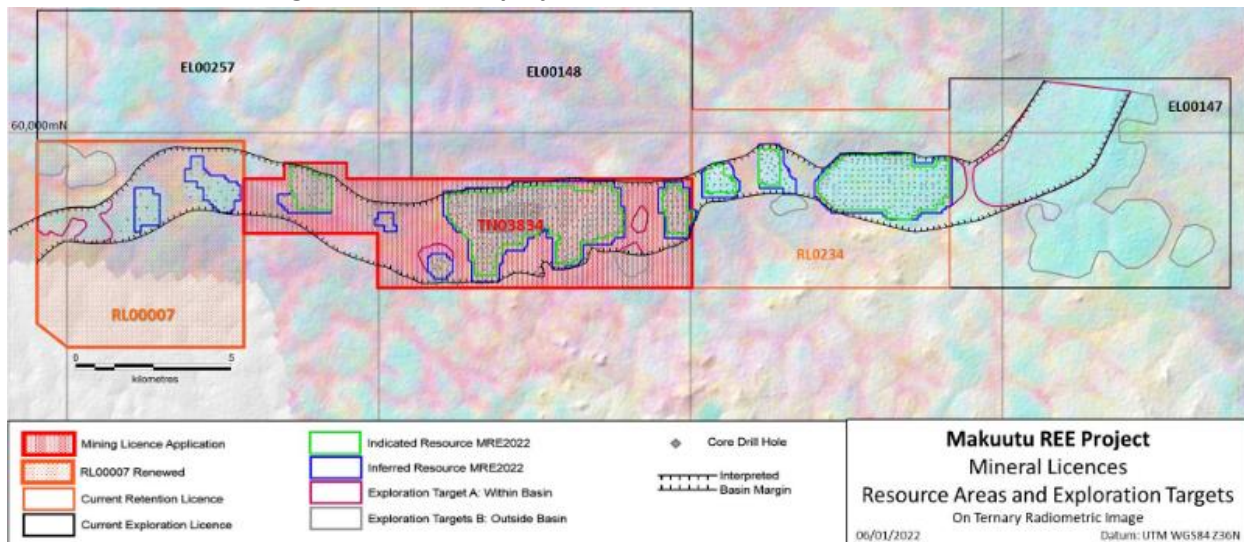 EL00257
EL00148
EL00147
60,000mN
TN03834
RL0234
RL00007
0
5
kilometres
Mining Licence Application
RL00007 Renewed
Current Retention Licence
Current Exploration Licence
Indicated Resource MRE2022
Inferred Resource MRE2022
Exploration Target A: Within Basin
Exploration Targets B: Outside Basin
Core Drill Hole
Interpreted
Basin Margin
Makuutu REE Project
Mineral Licences
Resource Areas and Exploration Targets
On Ternary Radiometric Image
06/01/2022
Datum: UTM WGS84 Z36N